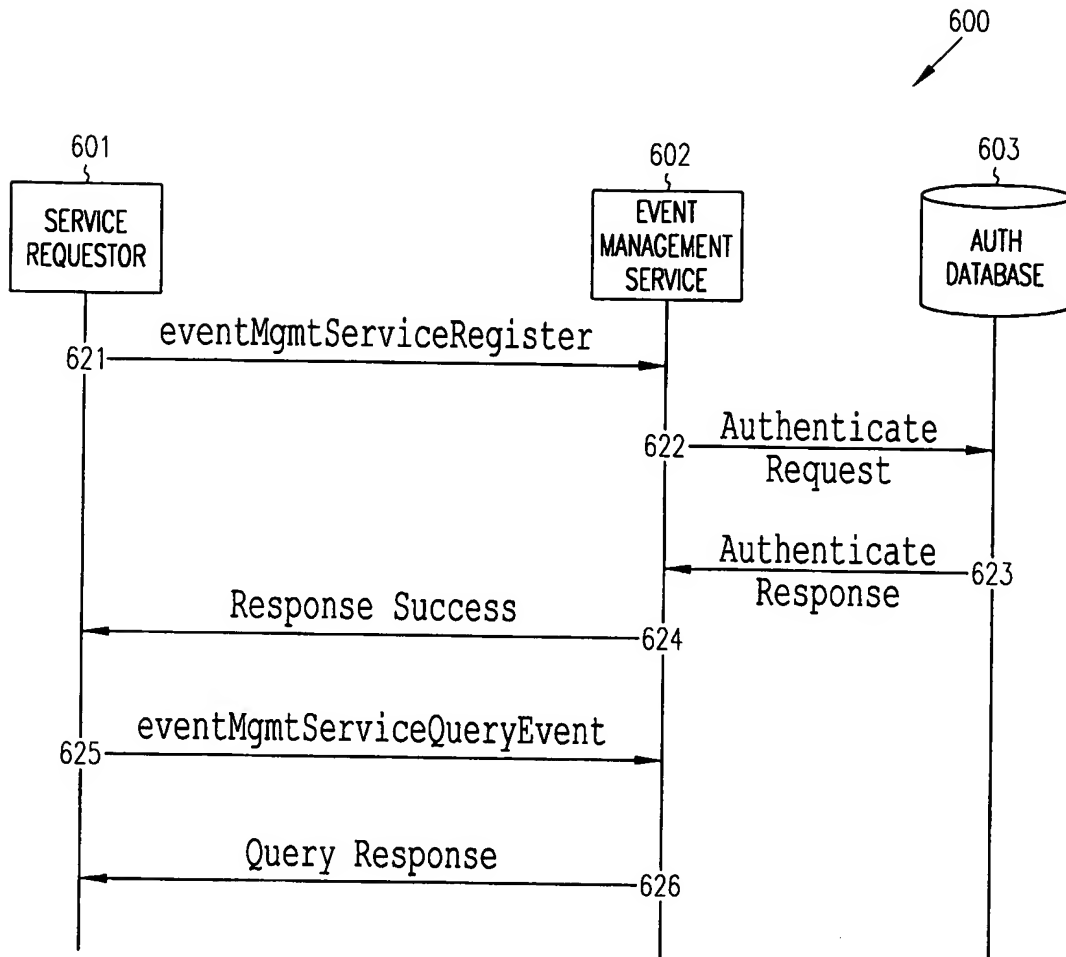 600
601
602
603
SERVICE
REQUESTOR
EVENT
MANAGEMENT
SERVICE
AUTH
DATABASE
eventMgmtServiceRegister
621
622
Authenticate
Request
Authenticate
Response
623
Response Success
624
eventMgmtServiceQueryEvent
625
Query Response
626